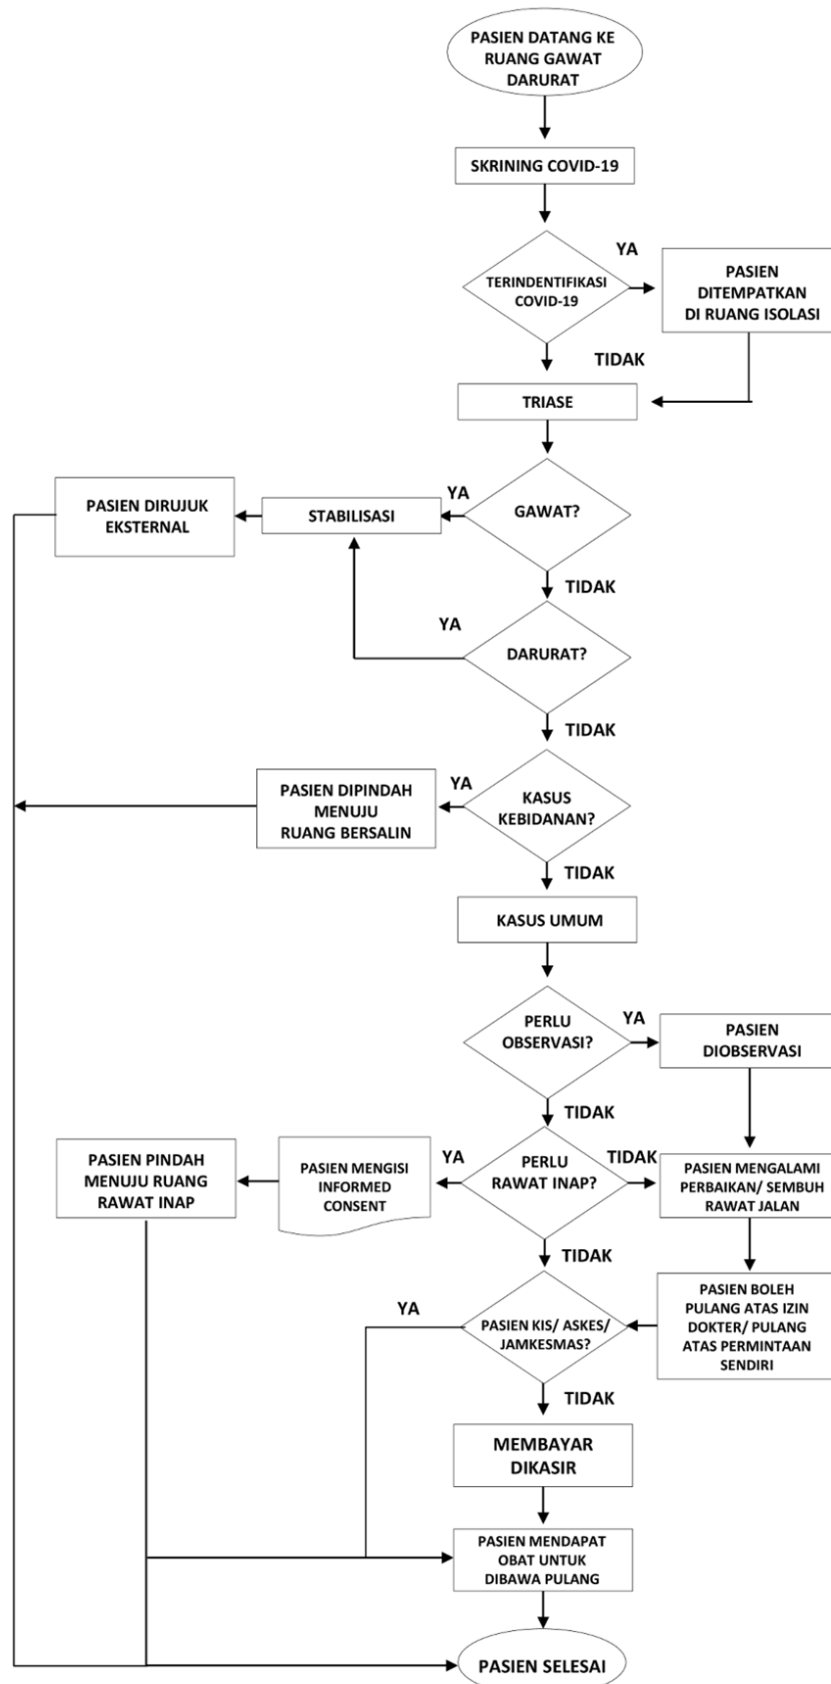 PASIEN DATANG KE
RUANG GAWAT
DARURAT
SKRINING COVID-19
TERINDENTIFIKASI
COVID-19
YA
PASIEN
DITEMPATKAN
DI RUANG ISOLASI
TIDAK
TRIASE
GAWAT?
YA
STABILISASI
PASIEN DIRUJUK
EKSTERNAL
TIDAK
DARURAT?
YA
TIDAK
KASUS
KEBIDANAN?
YA
PASIEN DIPINDAH
MENUJU
RUANG BERSALIN
TIDAK
KASUS UMUM
PERLU
OBSERVASI?
YA
PASIEN
DIOBSERVASI
TIDAK
PERLU
RAWAT INAP?
YA
PASIEN MENGISI
INFORMED
CONSENT
PASIEN PINDAH
MENUJU RUANG
RAWAT INAP
TIDAK
PASIEN MENGALAMI
PERBAIKAN/ SEMBUH
RAWAT JALAN
TIDAK
PASIEN BOLEH
PULANG ATAS IZIN
DOKTER/ PULANG
ATAS PERMINTAAN
SENDIRI
PASIEN KIS/ ASKES/
JAMKESMAS?
YA
TIDAK
MEMBAYAR
DIKASIR
PASIEN MENDAPAT
OBAT UNTUK
DIBAWA PULANG
PASIEN SELESAI